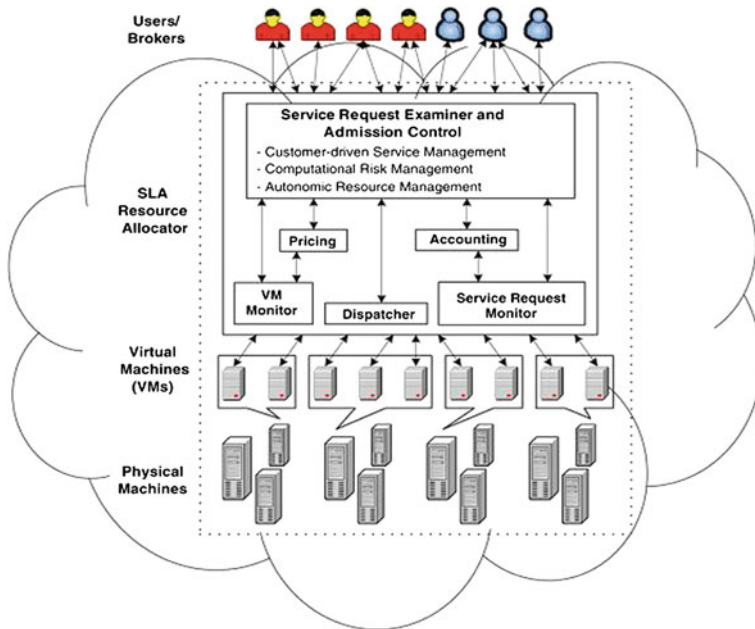 Users/
Brokers
Service Request Examiner and
Admission Control
- Customer-driven Service Management
- Computational Risk Management
- Autonomic Resource Management
SLA
Resource
Allocator
Pricing
Accounting
VM
Monitor
Dispatcher
Service Request
Monitor
Virtual
Machines
(VMs)
Physical
Machines